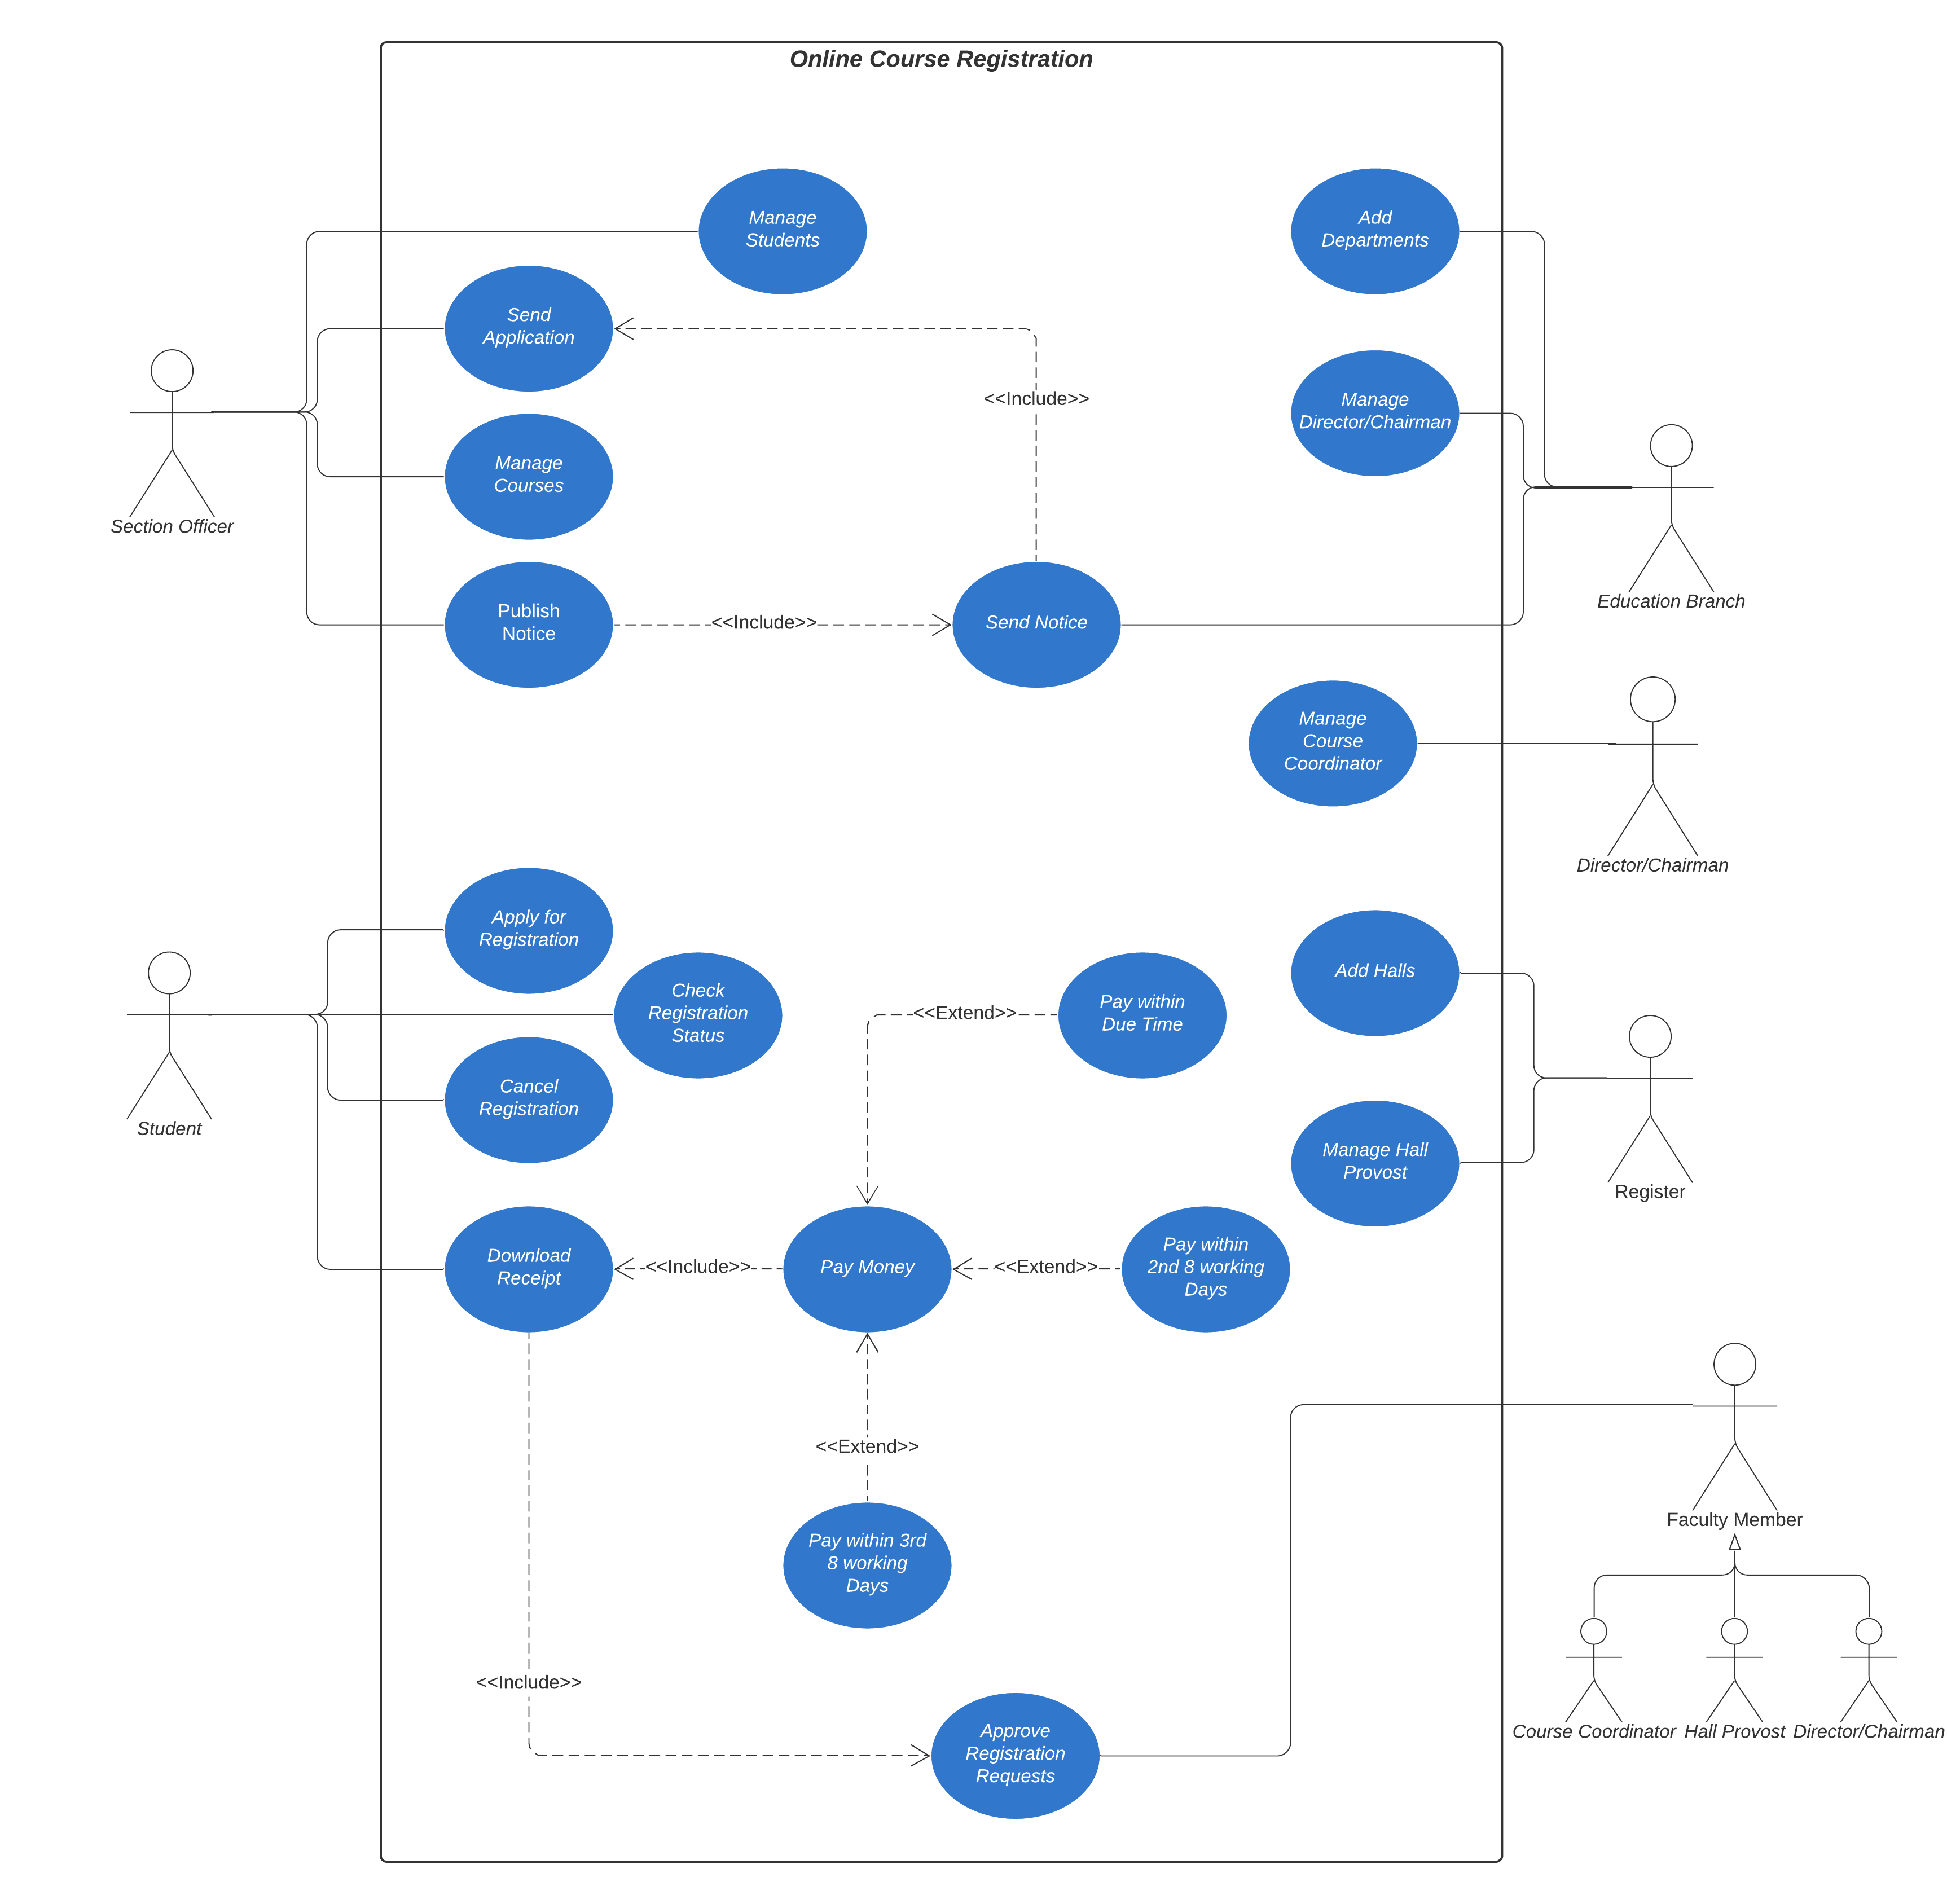 Online Course Registration
Manage
Students
Add
Departments
Send
Application
<<Include>>
Manage
Director/Chairman
Section Officer
Manage
Courses
Education Branch
Publish
Notice
<<Include>>
Send Notice
Manage
Course
Coordinator
Director/Chairman
Apply for
Registration
Check
Registration
Status
<<Extend>>
Pay within
Due Time
Add Halls
Student
Cancel
Registration
Manage Hall
Provost
Register
Download
Receipt
<<Include>>
Pay Money
<<Extend>>
Pay within
2nd 8 working
Days
<<Extend>>
Faculty Member
Pay within 3rd
8 working
Days
<<Include>>
Approve
Registration
Requests
Course Coordinator
Hall Provost
Director/Chairman